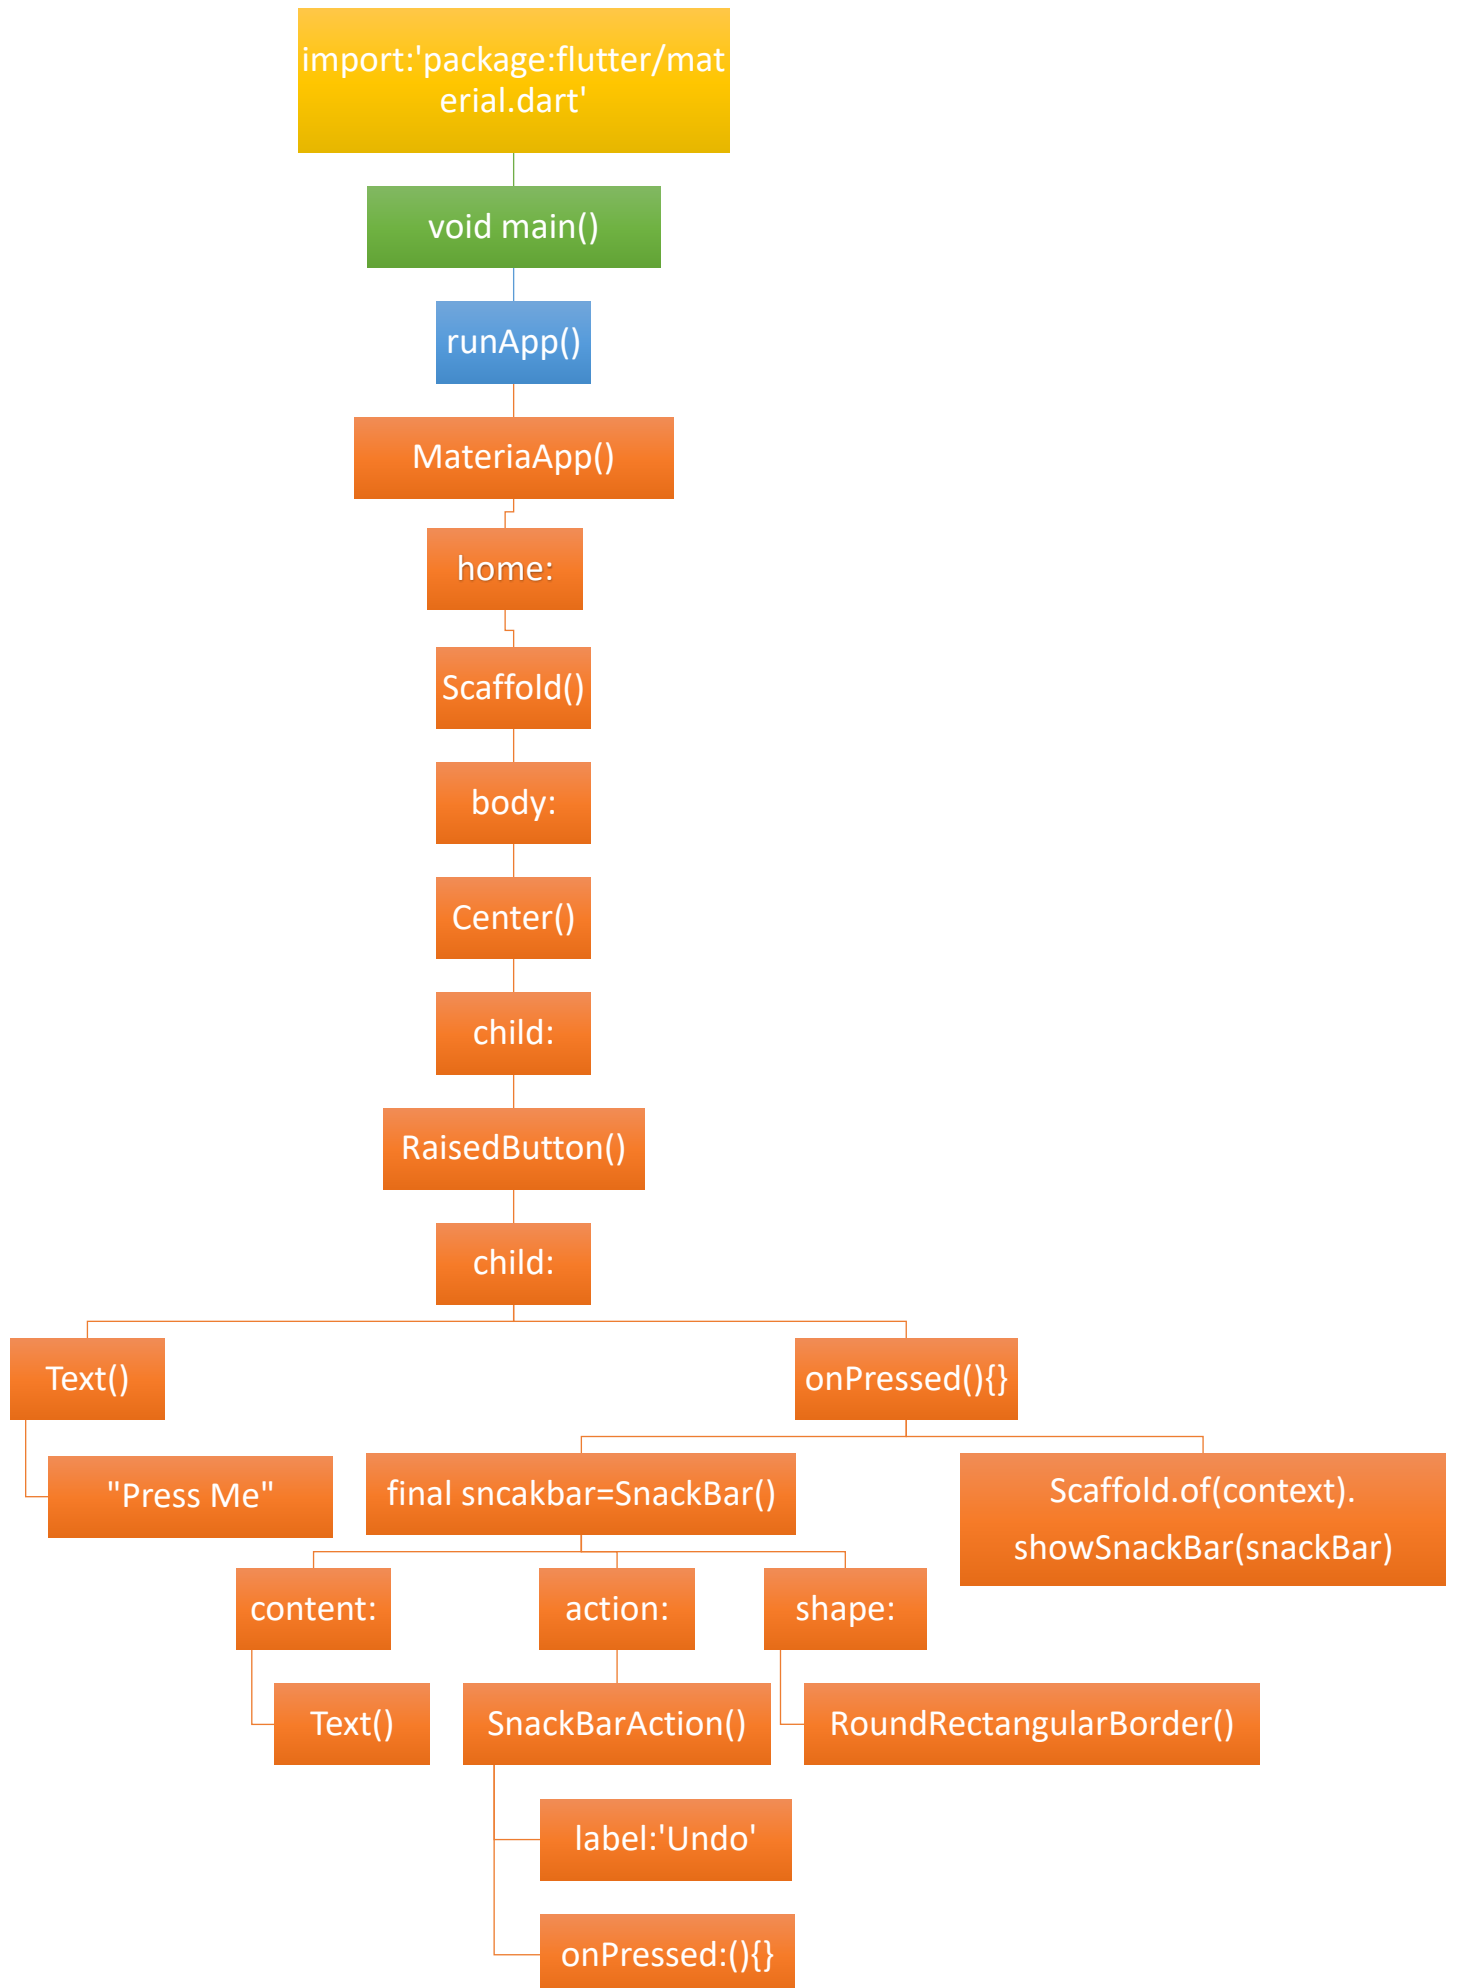 import:'package:flutter/mat
erial.dart'
void main()
runApp()
MateriaApp()
home:
Scaffold()
body:
Center()
child:
RaisedButton()
child:
Text()
onPressed(){}
"Press Me"
final sncakbar=SnackBar()
Scaffold.of(context).
showSnackBar(snackBar)
content:
action:
shape:
Text()
SnackBarAction()
RoundRectangularBorder()
label:'Undo'
onPressed:(){}